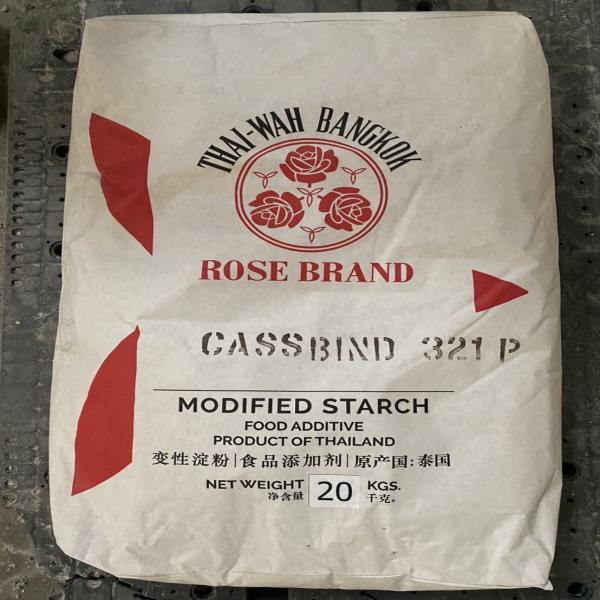 THAI-WAH BANGKOK
ROSE BRAND
CASSBIND 321 P
MODIFIED STARCH
FOOD ADDITIVE
PRODUCT OF THAILAND
变性淀粉|食品添加剂|原产国:泰国
NET WEIGHT 20 KGS.
净含量 千克。